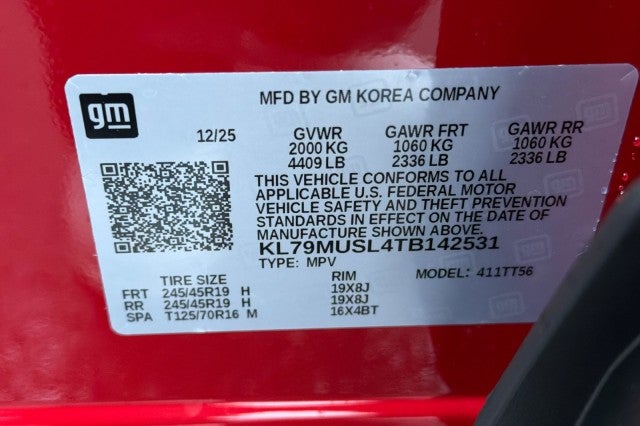 gm
MFD BY GM KOREA COMPANY
12/25 GVWR GAWR FRT GAWR RR
2000 KG 1060 KG 1060 KG
4409 LB 2336 LB 2336 LB
THIS VEHICLE CONFORMS TO ALL
APPLICABLE U.S. FEDERAL MOTOR
VEHICLE SAFETY AND THEFT PREVENTION
STANDARDS IN EFFECT ON THE DATE OF
MANUFACTURE SHOWN ABOVE.
KL79MUSL4TB142531
TYPE: MPV MODEL: 411TT56
TIRE SIZE RIM
FRT 245/45R19 H 19X8J
RR 245/45R19 H 19X8J
SPA T125/70R16 M 16X4BT